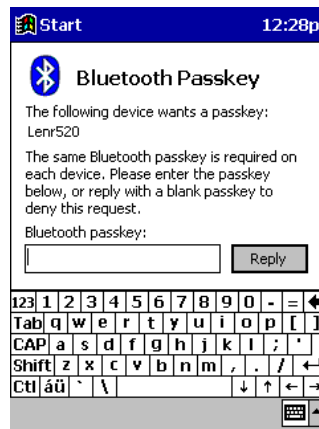 Start 12:28p
Bluetooth Passkey
The following device wants a passkey:
Lenr520
The same Bluetooth passkey is required on
each device. Please enter the passkey
below, or reply with a blank passkey to
deny this request.
Bluetooth passkey:
Reply
123 1 2 3 4 5 6 7 8 9 0 - = ←
Tab q w e r t y u i o p [ ]
CAP a s d f g h j k l ; '
Shift z x c v b n m , . / ↵
Ctl áü ` \ ↓ ↑ ← →